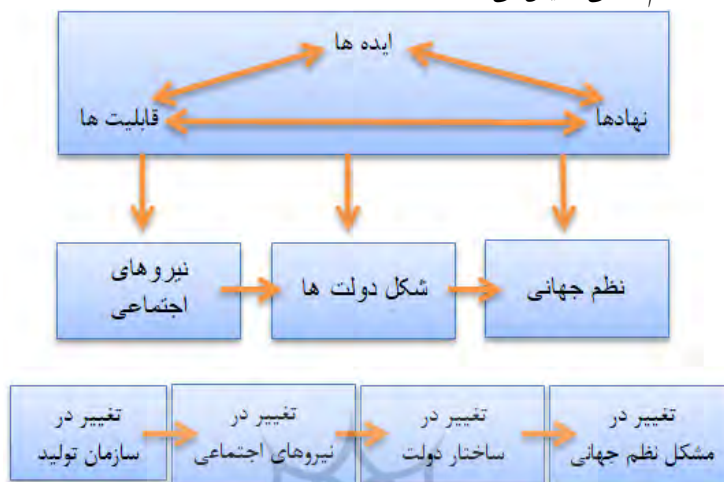 ایده ها
نهادها
قابلیت ها
نظم جهانی
شکل دولت ها
نیروهای
اجتماعی
تغییر در
مشکل نظم جهانی
تغییر در
ساختار دولت
تغییر در
نیروهای اجتماعی
تغییر در
سازمان تولید